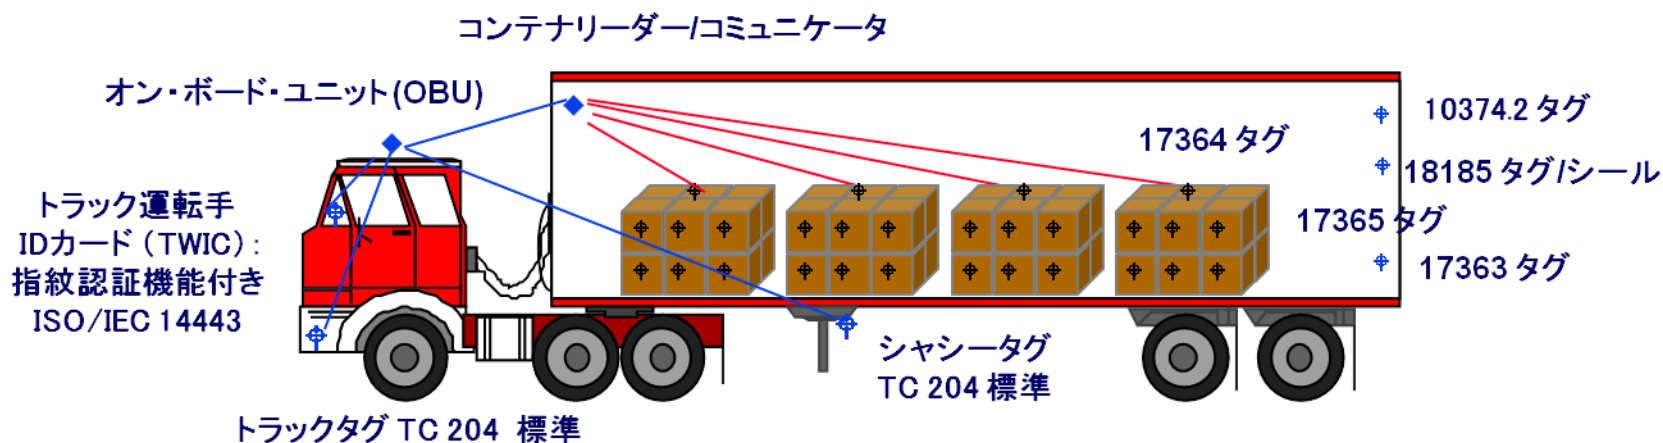 コンテナリーダー/コミュニケータ
オン・ボード・ユニット(OBU)
10374.2 タグ
17364 タグ
18185 タグ/シール
トラック運転手
IDカード (TWIC) :
指紋認証機能付き
ISO/IEC 14443
17365 タグ
17363 タグ
シャシータグ
TC 204 標準
トラックタグ TC 204 標準